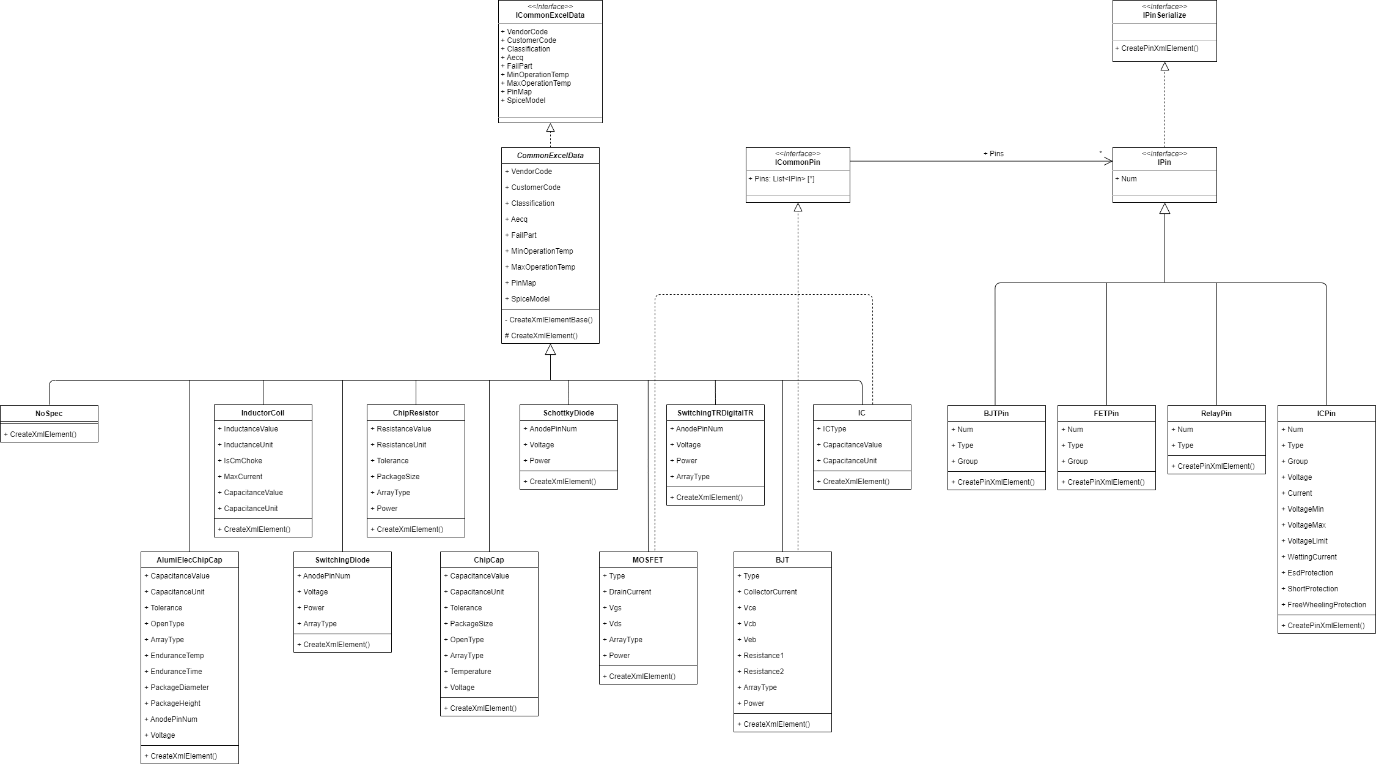 <<Interface>>
ICommonExcelData
+ VendorCode
+ CustomerCode
+ Classification
+ Aecq
+ FailPart
+ MinOperationTemp
+ MaxOperationTemp
+ PinMap
+ SpiceModel
<<Interface>>
IPinSerialize
+ CreatePinXmlElement()
CommonExcelData
+ VendorCode
+ CustomerCode
+ Classification
+ Aecq
+ FailPart
+ MinOperationTemp
+ MaxOperationTemp
+ PinMap
+ SpiceModel
- CreateXmlElementBase()
# CreateXmlElement()
<<Interface>>
ICommonPin
+ Pins: List<IPin> [*]
+ Pins
*
<<Interface>>
IPin
+ Num
NoSpec
+ CreateXmlElement()
InductorCoil
+ InductanceValue
+ InductanceUnit
+ IsCmChoke
+ MaxCurrent
+ CapacitanceValue
+ CapacitanceUnit
+ CreateXmlElement()
ChipResistor
+ ResistanceValue
+ ResistanceUnit
+ Tolerance
+ PackageSize
+ ArrayType
+ Power
+ CreateXmlElement()
SchottkyDiode
+ AnodePinNum
+ Voltage
+ Power
+ CreateXmlElement()
SwitchingTRDigitalTR
+ AnodePinNum
+ Voltage
+ Power
+ ArrayType
+ CreateXmlElement()
IC
+ ICType
+ CapacitanceValue
+ CapacitanceUnit
+ CreateXmlElement()
BJTPin
+ Num
+ Type
+ Group
+ CreatePinXmlElement()
FETPin
+ Num
+ Type
+ Group
+ CreatePinXmlElement()
RelayPin
+ Num
+ Type
+ CreatePinXmlElement()
ICPin
+ Num
+ Type
+ Group
+ Voltage
+ Current
+ VoltageMin
+ VoltageMax
+ VoltageLimit
+ WettingCurrent
+ EsdProtection
+ ShortProtection
+ FreeWheelingProtection
+ CreatePinXmlElement()
AlumiElecChipCap
+ CapacitanceValue
+ CapacitanceUnit
+ Tolerance
+ OpenType
+ ArrayType
+ EnduranceTemp
+ EnduranceTime
+ PackageDiameter
+ PackageHeight
+ AnodePinNum
+ Voltage
+ CreateXmlElement()
SwitchingDiode
+ AnodePinNum
+ Voltage
+ Power
+ ArrayType
+ CreateXmlElement()
ChipCap
+ CapacitanceValue
+ CapacitanceUnit
+ Tolerance
+ PackageSize
+ OpenType
+ ArrayType
+ Temperature
+ Voltage
+ CreateXmlElement()
MOSFET
+ Type
+ DrainCurrent
+ Vgs
+ Vds
+ ArrayType
+ Power
+ CreateXmlElement()
BJT
+ Type
+ CollectorCurrent
+ Vce
+ Vcb
+ Veb
+ Resistance1
+ Resistance2
+ ArrayType
+ Power
+ CreateXmlElement()